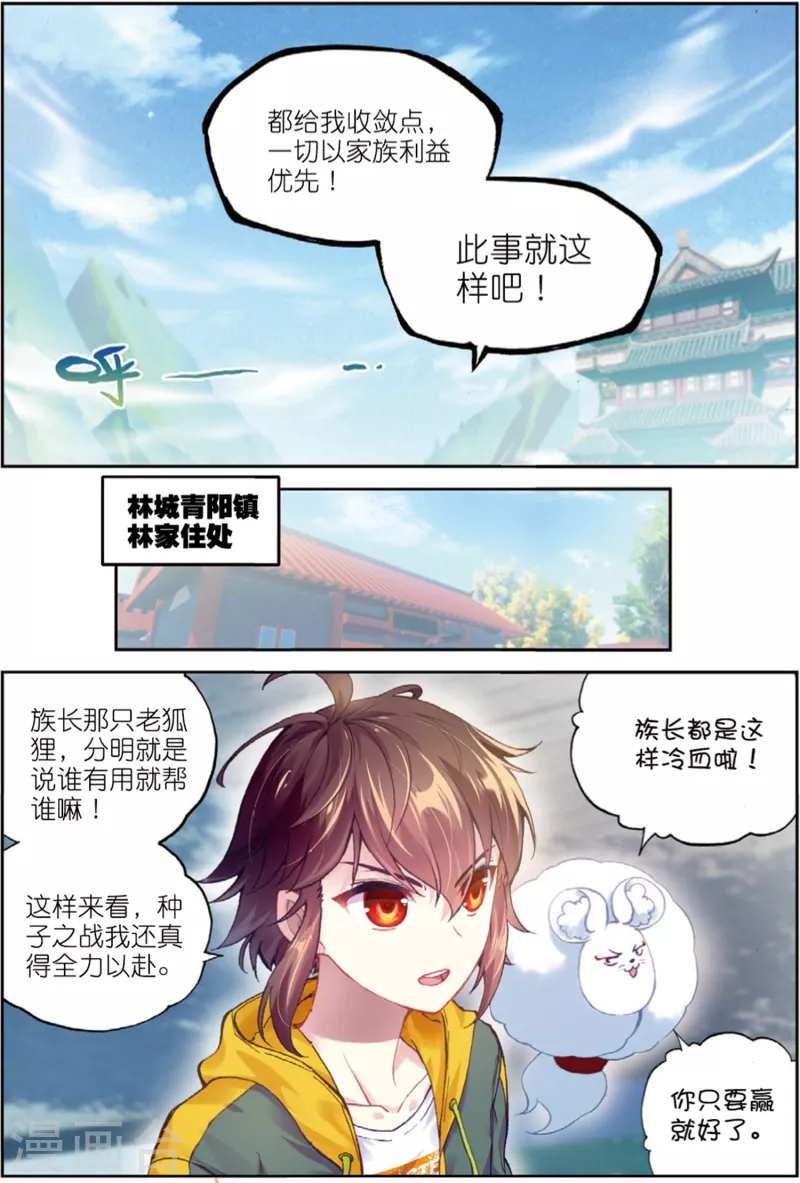 都给我收敛点，
一切以家族利益
优先！
此事就这
样吧！
呼
林城青阳镇
林家住处
族长那只老狐
狸，分明就是
说谁有用就帮
谁嘛！
族长都是这
样冷血啦！
这样来看，种
子之战我还真
得全力以赴。
你只要赢
就好了。
漫画台